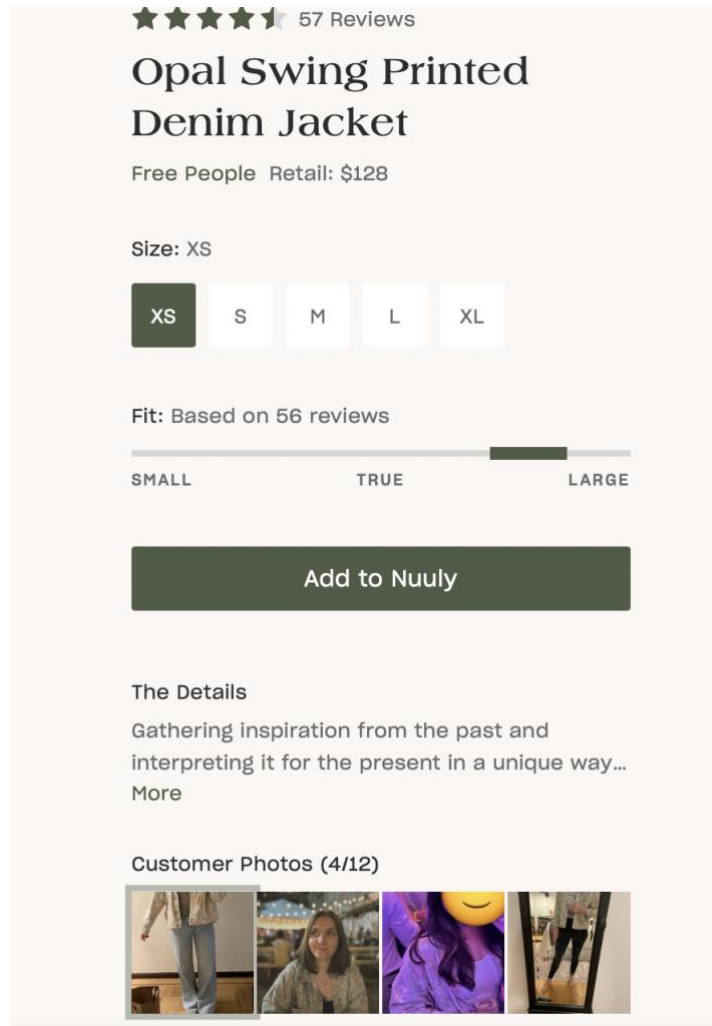 57 Reviews
Opal Swing Printed
Denim Jacket
Free People Retail: $128
Size: XS
XS S M L XL
Fit: Based on 56 reviews
SMALL TRUE LARGE
Add to Nuuly
The Details
Gathering inspiration from the past and
interpreting it for the present in a unique way...
More
Customer Photos (4/12)